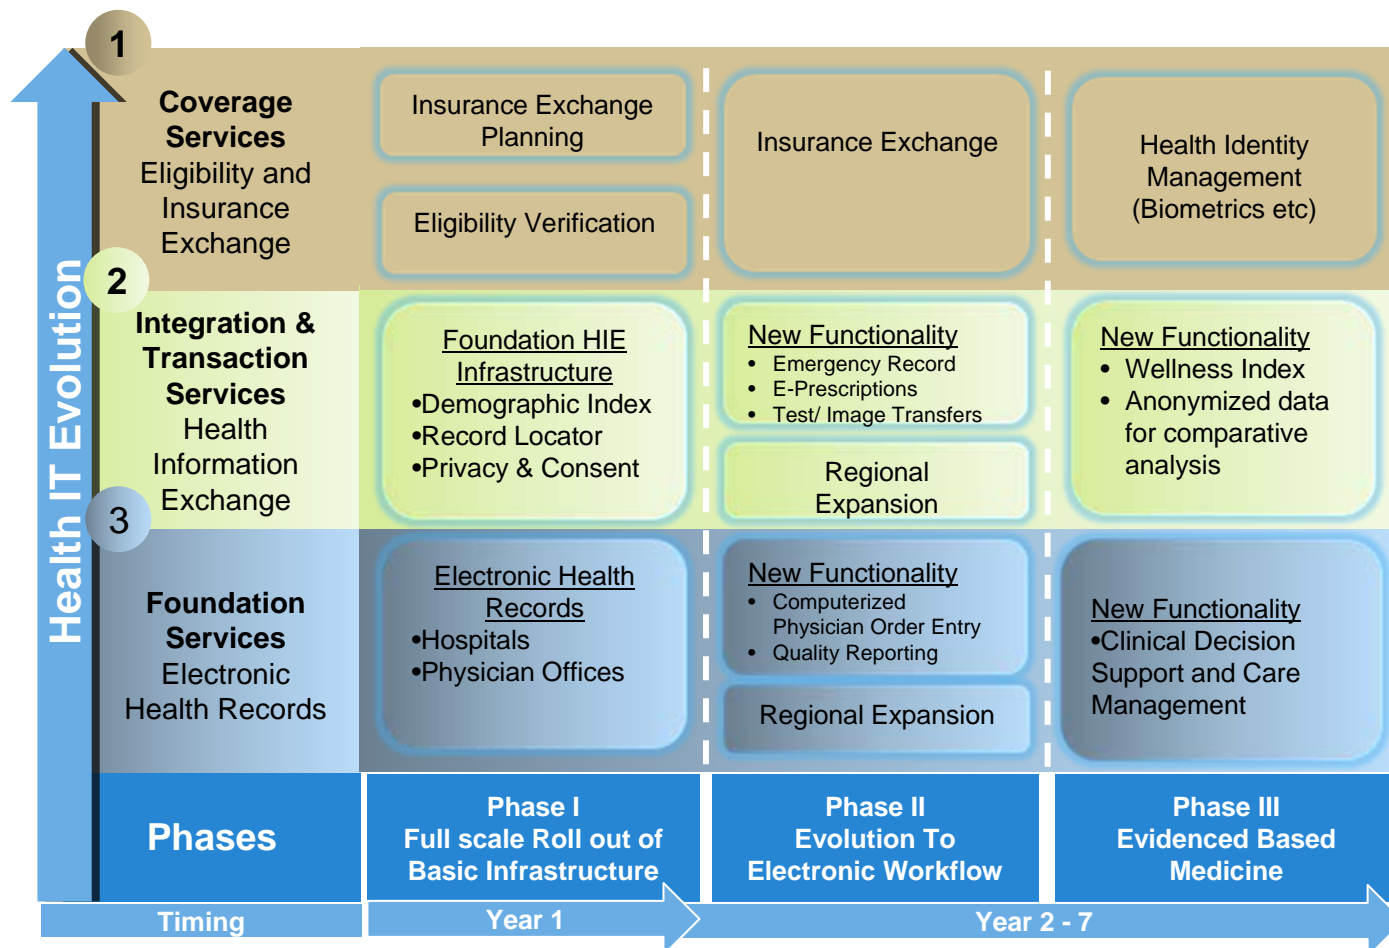 Health IT Evolution
1
Coverage
Services
Eligibility and
Insurance
Exchange
Insurance Exchange
Planning
Eligibility Verification
Insurance Exchange
Health Identity
Management
(Biometrics etc)
2
Integration &
Transaction
Services
Health
Information
Exchange
Foundation HIE
Infrastructure
•Demographic Index
•Record Locator
•Privacy & Consent
New Functionality
• Emergency Record
• E-Prescriptions
• Test/ Image Transfers
Regional
Expansion
New Functionality
• Wellness Index
• Anonymized data
for comparative
analysis
3
Foundation
Services
Electronic
Health Records
Electronic Health
Records
•Hospitals
•Physician Offices
New Functionality
• Computerized
Physician Order Entry
• Quality Reporting
Regional Expansion
New Functionality
•Clinical Decision
Support and Care
Management
Phases
Phase I
Full scale Roll out of
Basic Infrastructure
Phase II
Evolution To
Electronic Workflow
Phase III
Evidenced Based
Medicine
Timing
Year 1
Year 2 - 7